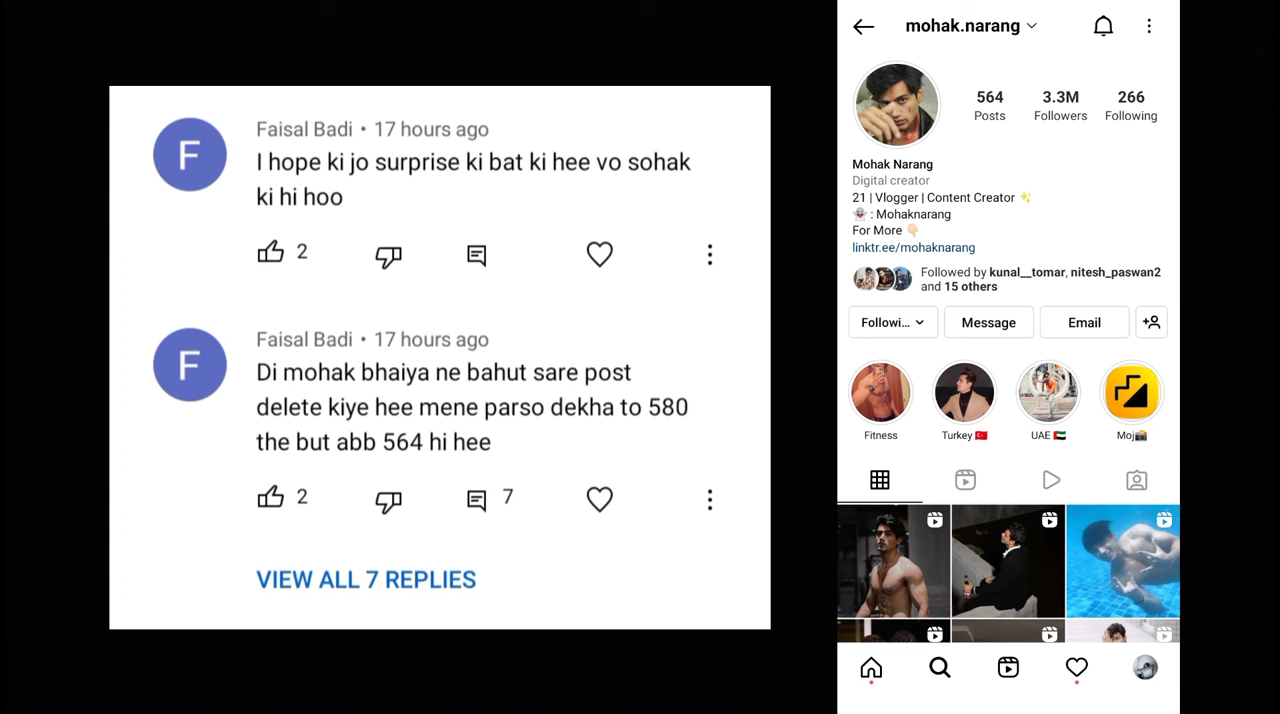 F
Faisal Badi • 17 hours ago
I hope ki jo surprise ki bat ki hee vo sohak
ki hi hoo
2
F
Faisal Badi • 17 hours ago
Di mohak bhaiya ne bahut sare post
delete kiye hee mene parso dekha to 580
the but abb 564 hi hee
2 7
VIEW ALL 7 REPLIES
mohak.narang
564 3.3M 266
Posts Followers Following
Mohak Narang
Digital creator
21 | Vlogger | Content Creator ✨
👻 : Mohaknarang
For More 👇🏻
linktr.ee/mohaknarang
Followed by kunal__tomar, nitesh_paswan2
and 15 others
Followi... Message Email
Fitness Turkey 🇹🇷 UAE 🇦🇪 Moj📸